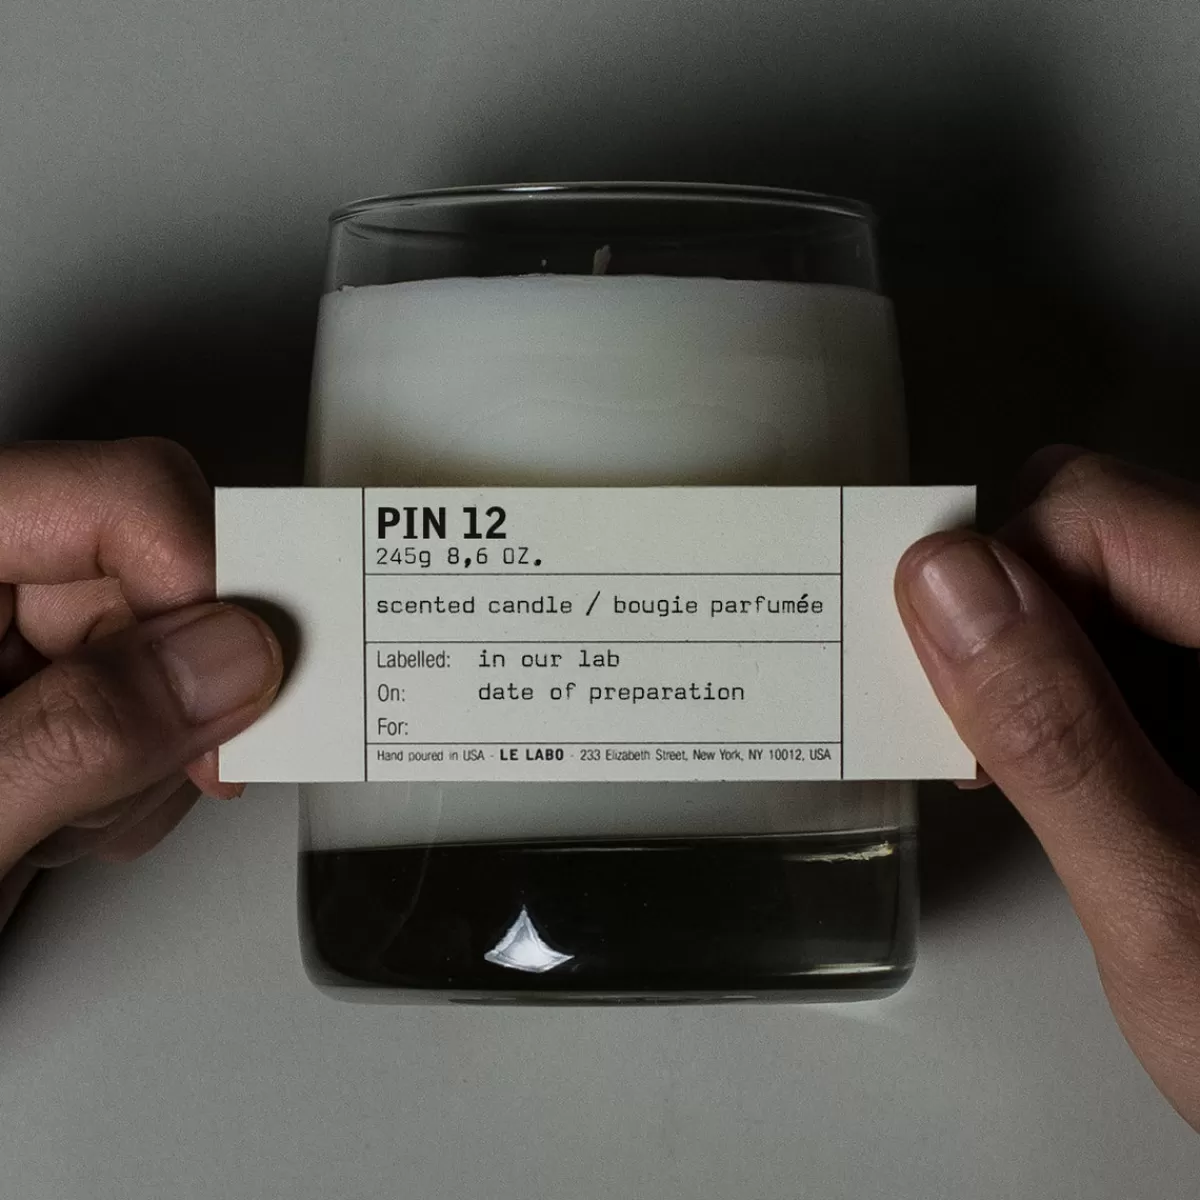 PIN 12
245g 8,6 OZ.
scented candle / bougie parfumée
Labelled: in our lab
On: date of preparation
For:
Hand poured in USA - LE LABO - 233 Elizabeth Street, New York, NY 10012, USA